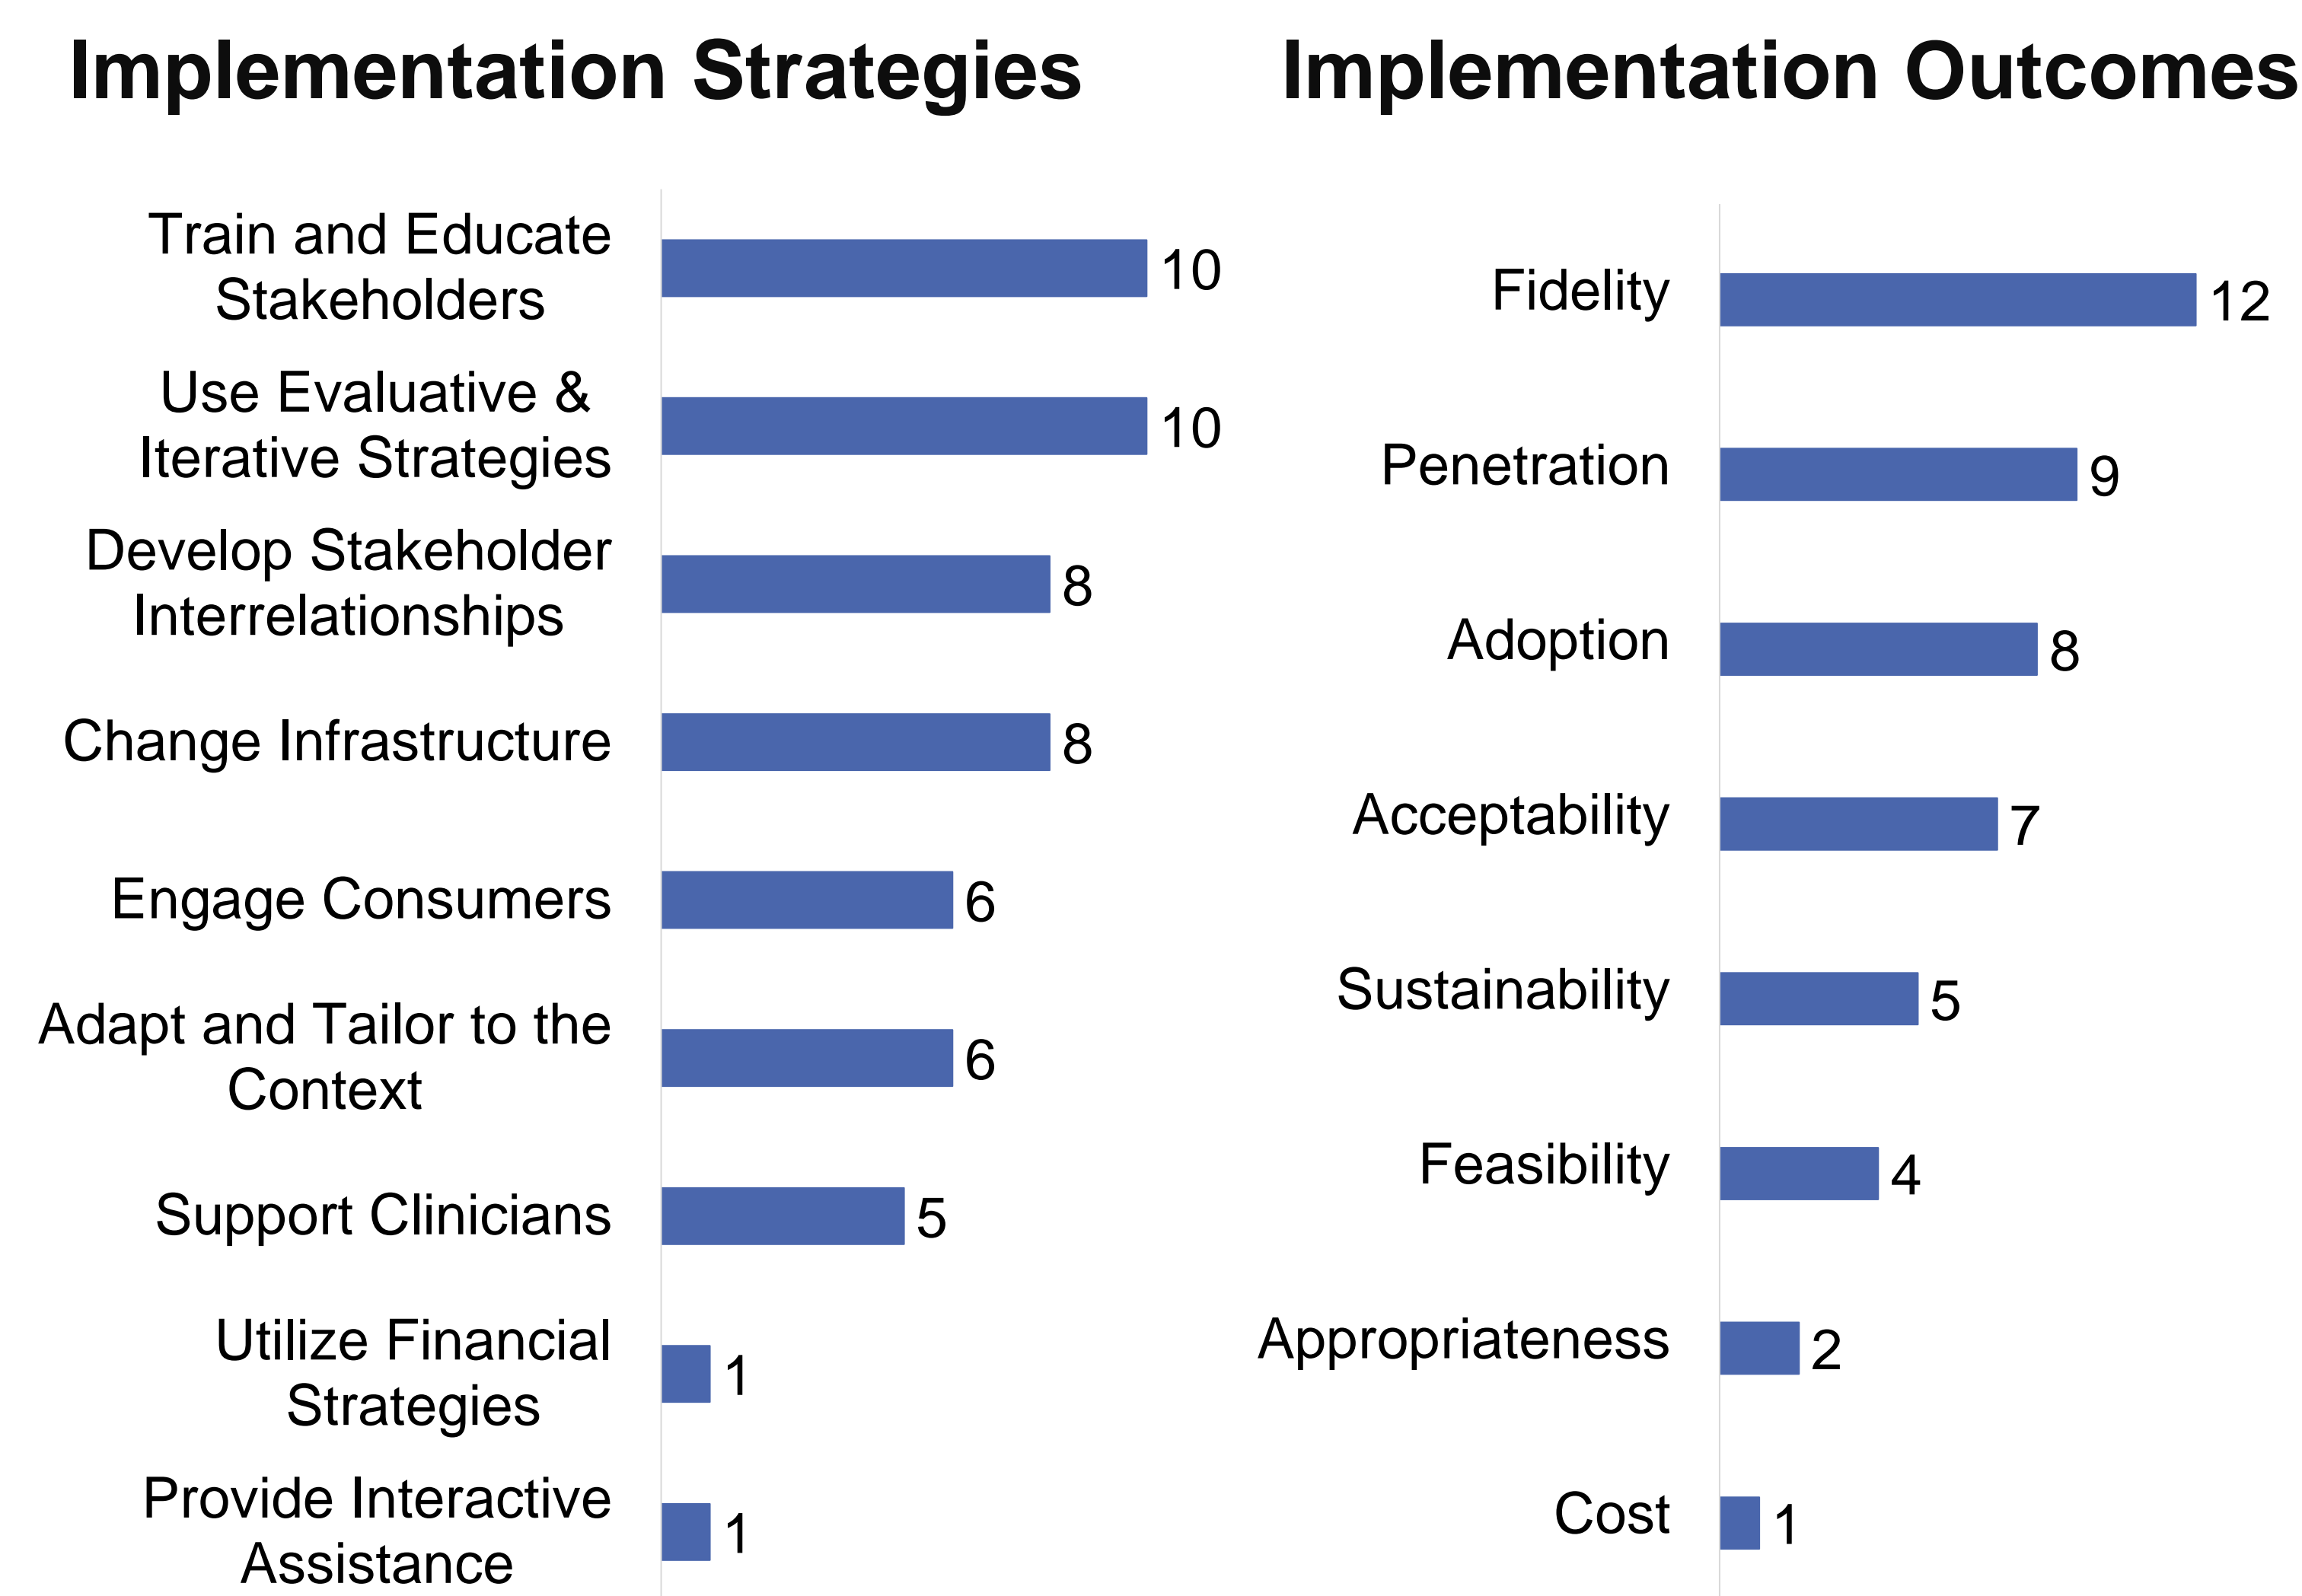 Implementation Strategies
Train and Educate
Stakeholders
10
Use Evaluative &
Iterative Strategies
10
Develop Stakeholder
Interrelationships
8
Change Infrastructure
8
Engage Consumers
6
Adapt and Tailor to the
Context
6
Support Clinicians
5
Utilize Financial
Strategies
1
Provide Interactive
Assistance
1
Implementation Outcomes
Fidelity
12
Penetration
9
Adoption
8
Acceptability
7
Sustainability
5
Feasibility
4
Appropriateness
2
Cost
1